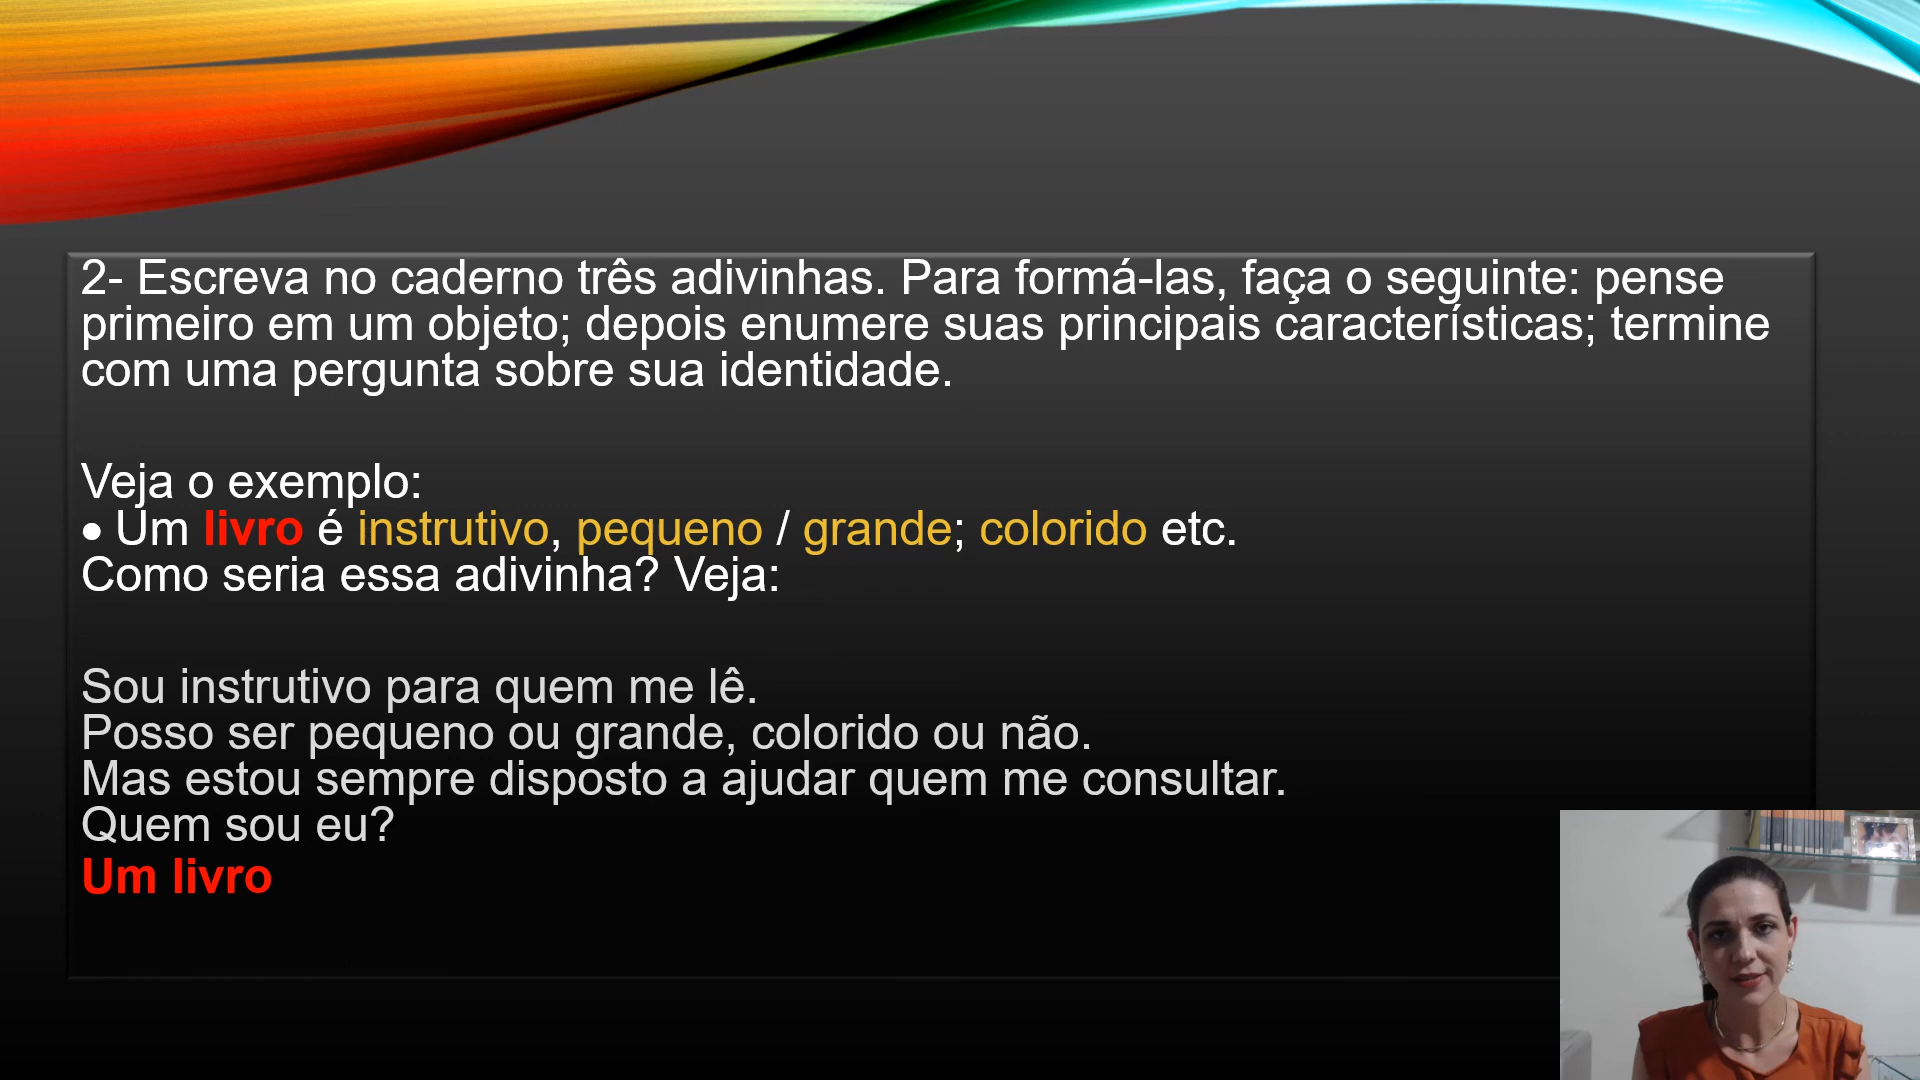 2- Escreva no caderno três adivinhas. Para formá-las, faça o seguinte: pense
primeiro em um objeto; depois enumere suas principais características; termine
com uma pergunta sobre sua identidade.
Veja o exemplo:
• Um livro é instrutivo, pequeno / grande; colorido etc.
Como seria essa adivinha? Veja:
Sou instrutivo para quem me lê.
Posso ser pequeno ou grande, colorido ou não.
Mas estou sempre disposto a ajudar quem me consultar.
Quem sou eu?
Um livro